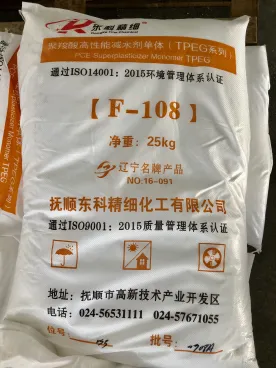 东科精细
聚羧酸高性能减水剂单体（TPEG系列）
PCE-Superplasticizer Monomer TPEG
通过ISO14001：2015环境管理体系认证
【F-108】
净重：25kg
辽宁名牌产品
NO:16-091
抚顺东科精细化工有限公司
通过ISO9001：2015质量管理体系认证
地址：抚顺市高新技术产业开发区
电话：024-56531111 024-57671055
位号： 批号：